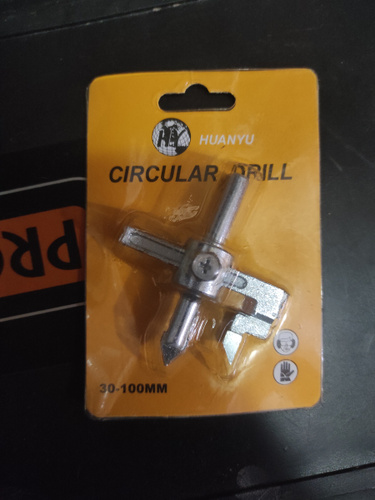 HUANYU
CIRCULAR DRILL
30-100MM
PRO